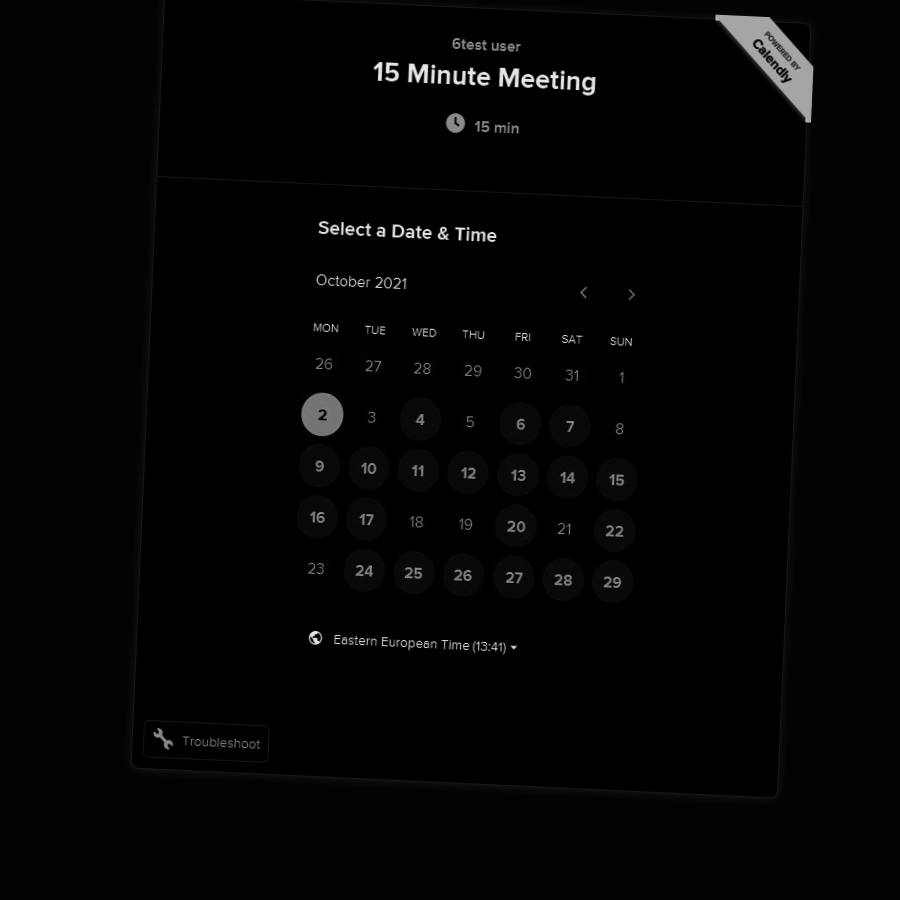 6test user
15 Minute Meeting
15 min
POWERED BY
Calendly
Select a Date & Time
October 2021
MON TUE WED THU FRI SAT SUN
26 27 28 29 30 31 1
2 3 4 5 6 7 8
9 10 11 12 13 14 15
16 17 18 19 20 21 22
23 24 25 26 27 28 29
Eastern European Time (13:41)
Troubleshoot